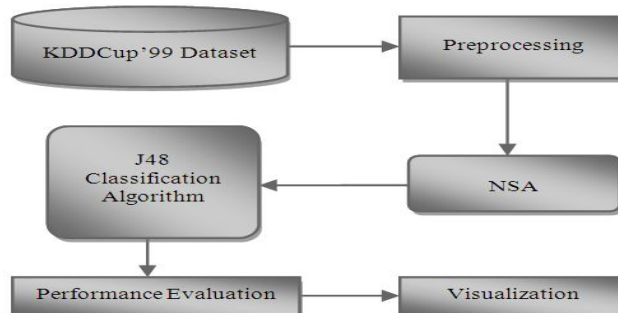 KDDCup'99 Dataset
Preprocessing
NSA
J48
Classification
Algorithm
Performance Evaluation
Visualization